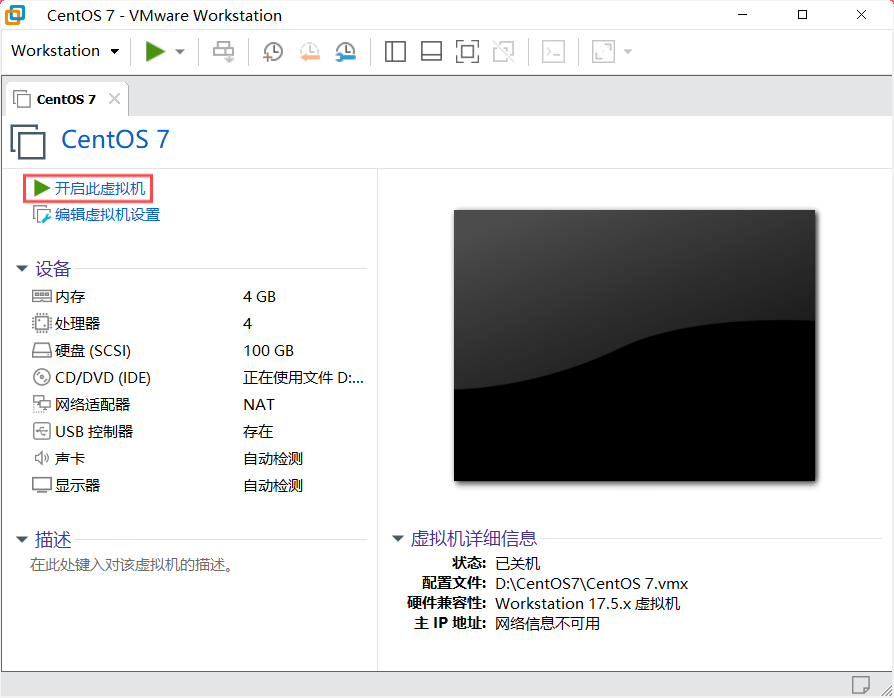 CentOS 7 - VMware Workstation
Workstation
CentOS 7
CentOS 7
开启此虚拟机
编辑虚拟机设置
设备
内存 4 GB
处理器 4
硬盘 (SCSI) 100 GB
CD/DVD (IDE) 正在使用文件 D:...
网络适配器 NAT
USB 控制器 存在
声卡 自动检测
显示器 自动检测
描述
在此处键入对该虚拟机的描述。
虚拟机详细信息
状态: 已关机
配置文件: D:\CentOS7\CentOS 7.vmx
硬件兼容性: Workstation 17.5.x 虚拟机
主 IP 地址: 网络信息不可用